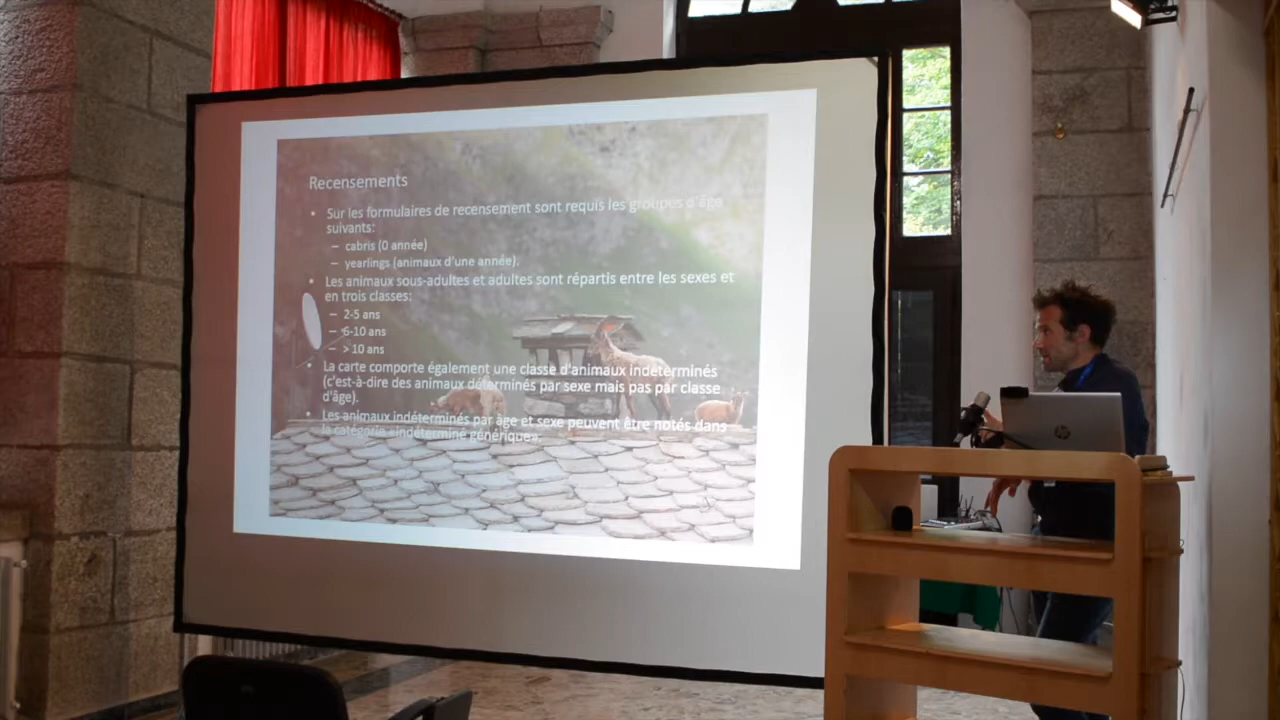 Recensements
• Sur les formulaires de recensement sont requis les groupes d'âge
suivants:
– cabris (0 année)
– yearlings (animaux d'une année).
• Les animaux sous-adultes et adultes sont répartis entre les sexes et
en trois classes:
– 2-5 ans
– 6-10 ans
– > 10 ans
• La carte comporte également une classe d'animaux indéterminés
(c'est-à-dire des animaux déterminés par sexe mais pas par classe
d'âge).
• Les animaux indéterminés par âge et sexe peuvent être notés dans
la catégorie «indéterminé générique».
hp